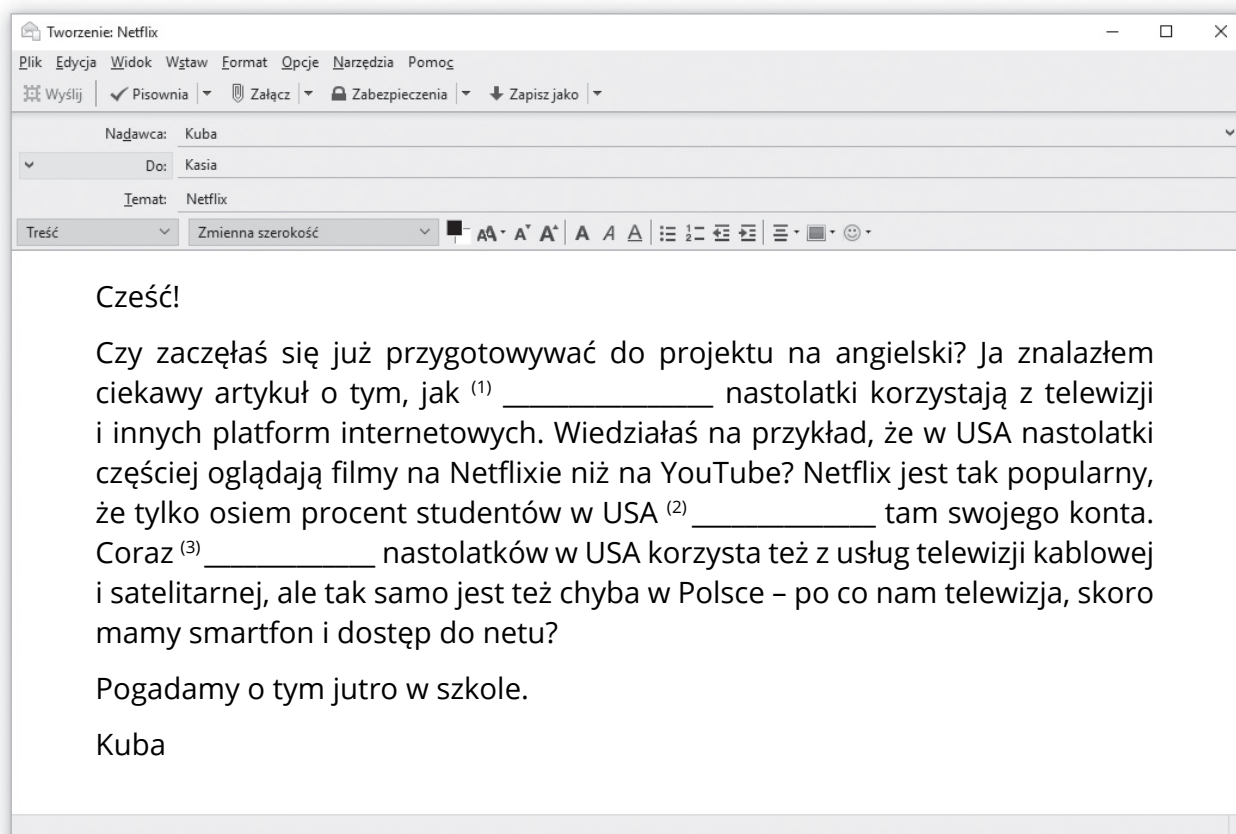 Tworzenie: Netflix
Plik Edycja Widok Wstaw Format Opcje Narzędzia Pomoc
Wyślij Pisownia Załącz Zabezpieczenia Zapisz jako
Nadawca: Kuba
Do: Kasia
Temat: Netflix
Treść Zmienna szerokość
Cześć!
Czy zaczęłaś się już przygotowywać do projektu na angielski? Ja znalazłem
ciekawy artykuł o tym, jak (1) ________________ nastolatki korzystają z telewizji
i innych platform internetowych. Wiedziałaś na przykład, że w USA nastolatki
częściej oglądają filmy na Netflixie niż na YouTube? Netflix jest tak popularny,
że tylko osiem procent studentów w USA (2) ______________ tam swojego konta.
Coraz (3) _____________ nastolatków w USA korzysta też z usług telewizji kablowej
i satelitarnej, ale tak samo jest też chyba w Polsce – po co nam telewizja, skoro
mamy smartfon i dostęp do netu?
Pogadamy o tym jutro w szkole.
Kuba